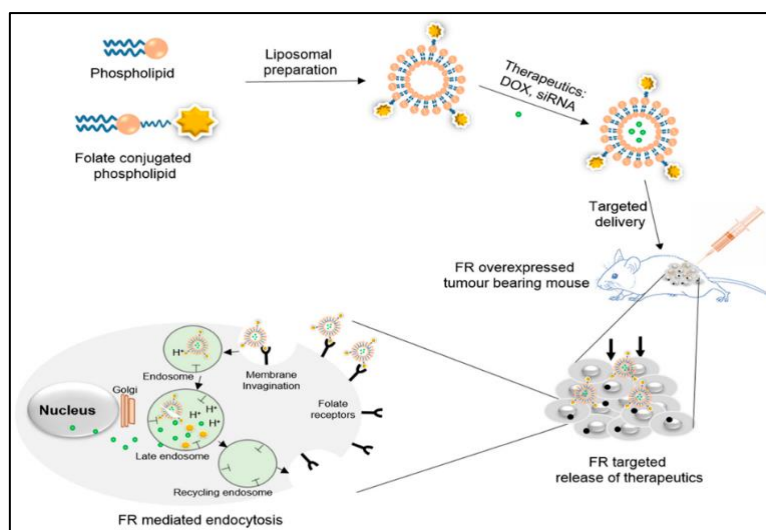 Phospholipid
Liposomal
preparation
Therapeutics:
DOX, siRNA
Folate conjugated
phospholipid
Targeted
delivery
FR overexpressed
tumour bearing mouse
H+
Endosome
Membrane
Invagination
Folate
receptors
Nucleus
Golgi
H+
H+
H+
Late endosome
Recycling endosome
FR mediated endocytosis
FR targeted
release of therapeutics